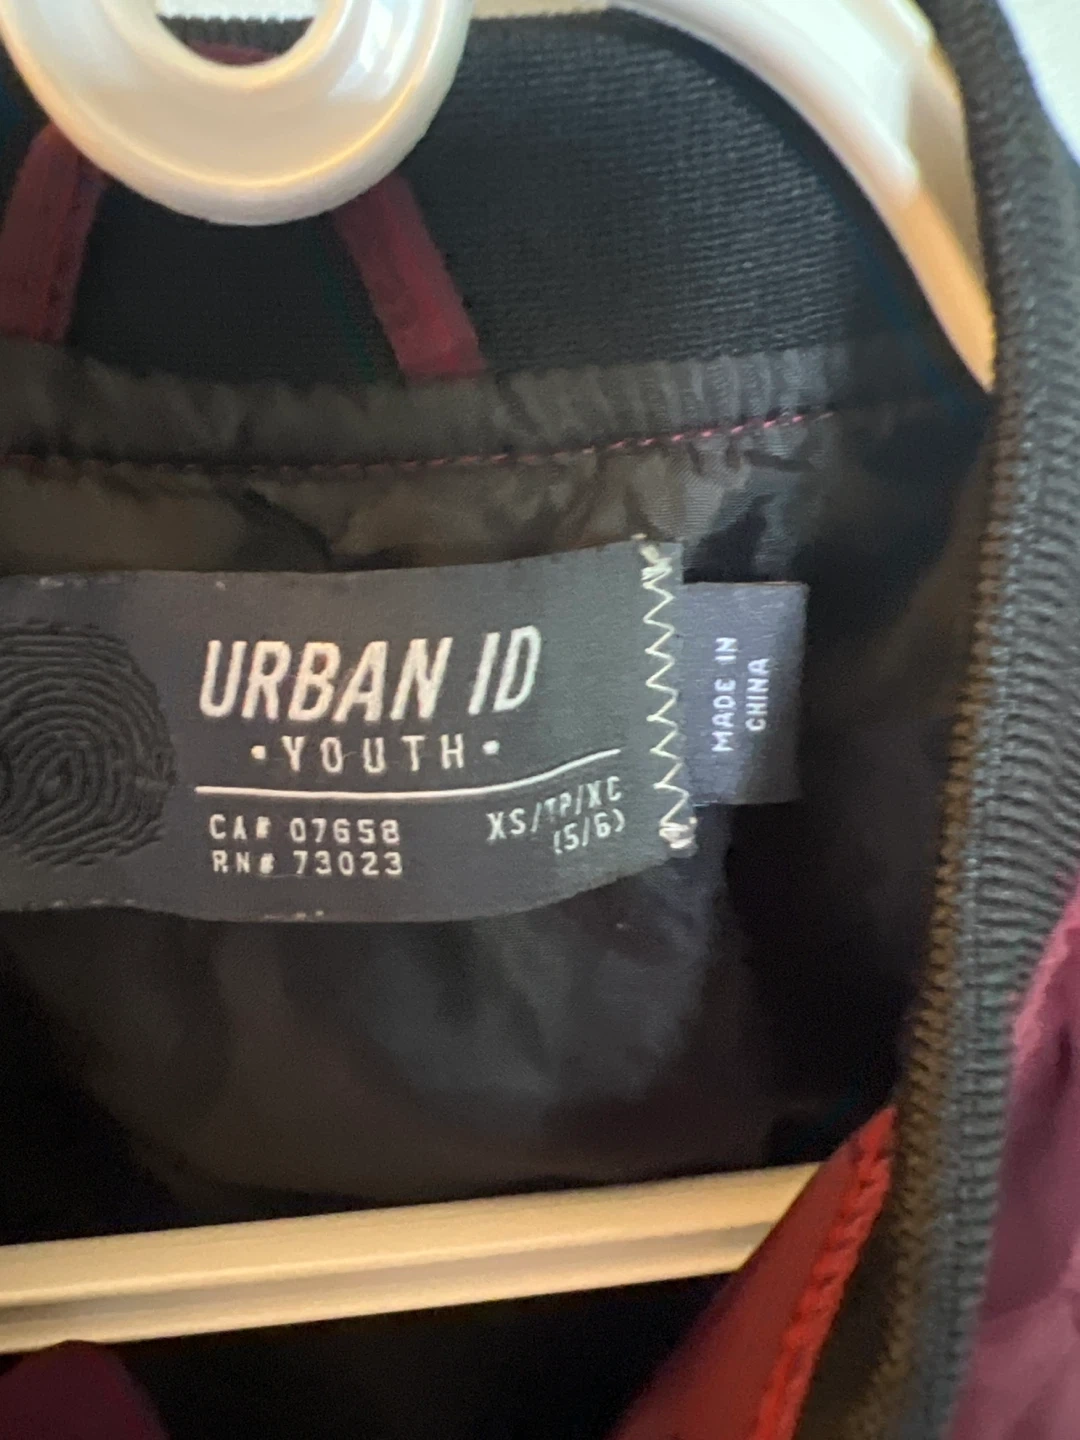 URBAN ID
• YOUTH •
CA# 07658
RN# 73023
XS/TP/XC
(5/6)
MADE IN
CHINA